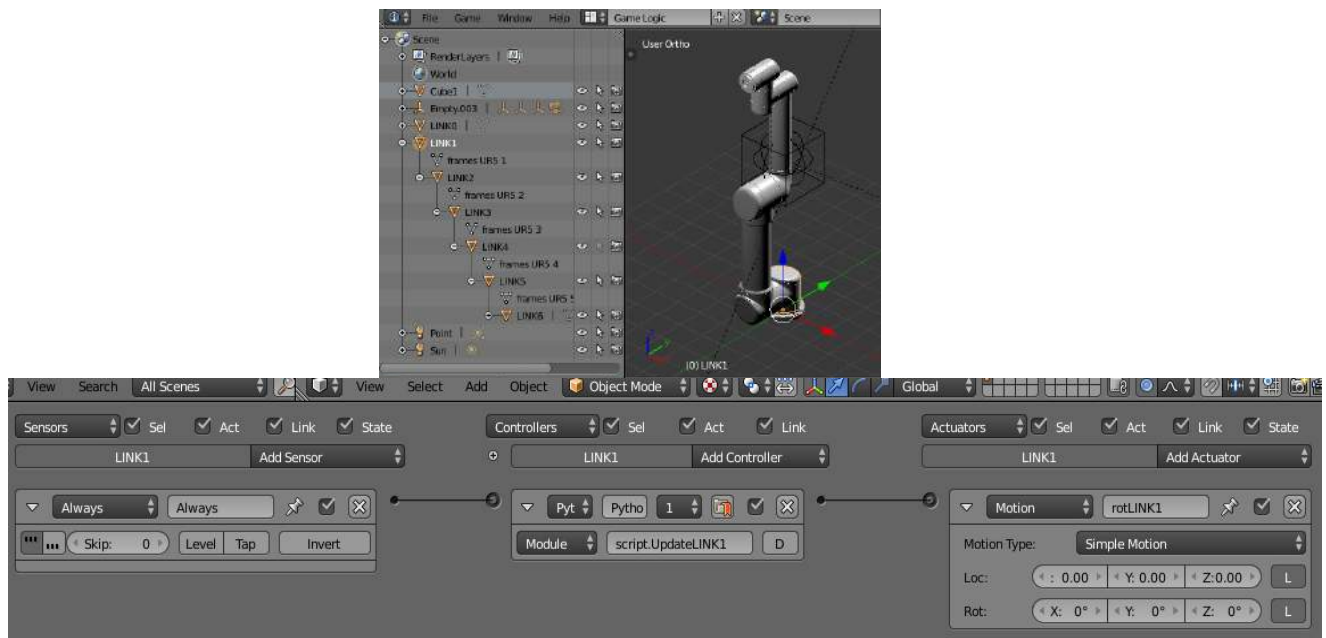 File Game Window Help Game Logic Scene
Scene
User Ortho
RenderLayers
World
Cube1
Empty.003
LINK0
LINK1
frames UR5 1
LINK2
frames UR5 2
LINK3
frames UR5 3
LINK4
frames UR5 4
LINK5
frames UR5 5
LINK6
Point
Sun
(0) LINK1
View Search All Scenes View Select Add Object Object Mode Global
Sensors Sel Act Link State Controllers Sel Act Link Actuators Sel Act Link State
LINK1 Add Sensor LINK1 Add Controller LINK1 Add Actuator
Always Always Pyt Pytho 1 Motion rotLINK1
Skip: 0 Level Tap Invert Module script.UpdateLINK1 D Motion Type: Simple Motion
Loc: : 0.00 Y: 0.00 Z:0.00 L
Rot: X: 0° Y: 0° Z: 0° L